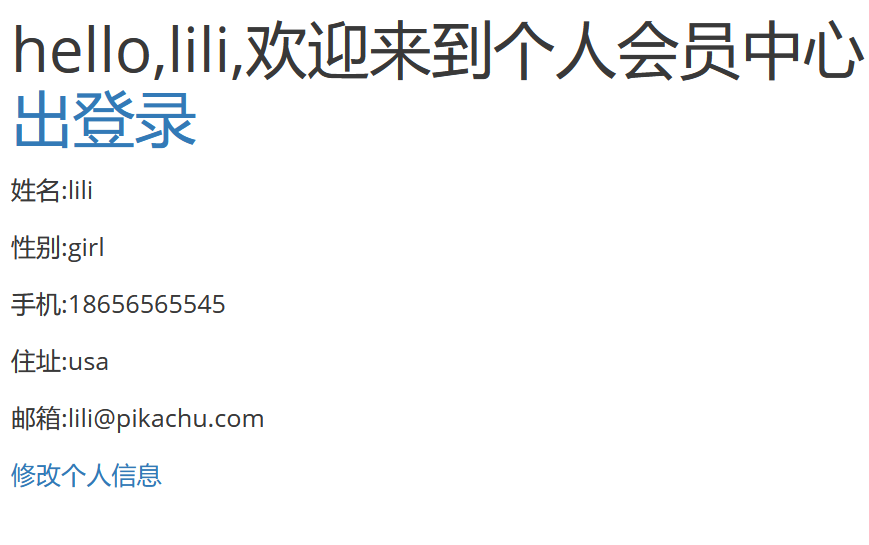 hello,lili,欢迎来到个人会员中心
出登录
姓名:lili
性别:girl
手机:18656565545
住址:usa
邮箱:lili@pikachu.com
修改个人信息